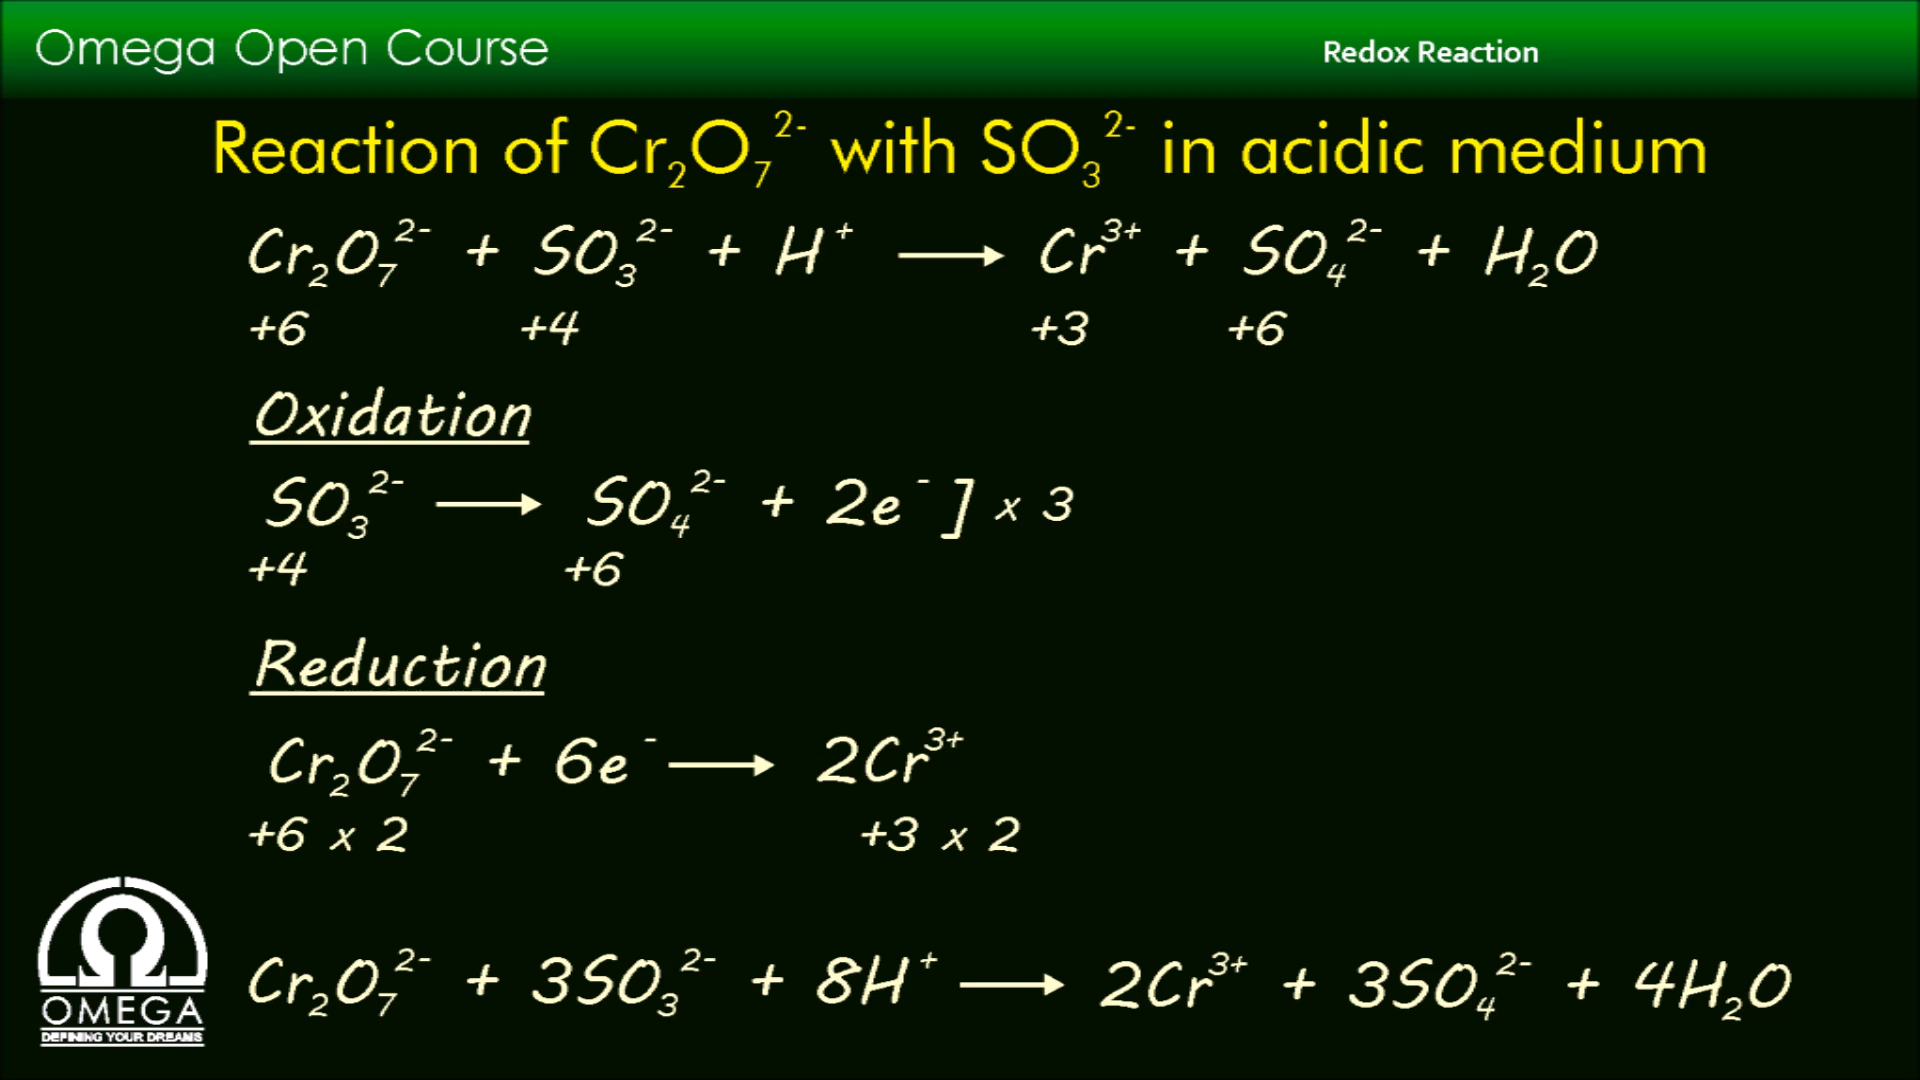 Omega Open Course
Redox Reaction
Reaction of Cr₂O₇²⁻ with SO₃²⁻ in acidic medium
Cr₂O₇²⁻ + SO₃²⁻ + H⁺ ⟶ Cr³⁺ + SO₄²⁻ + H₂O
+6 +4 +3 +6
Oxidation
SO₃²⁻ ⟶ SO₄²⁻ + 2e⁻ ] x 3
+4 +6
Reduction
Cr₂O₇²⁻ + 6e⁻ ⟶ 2Cr³⁺
+6 x 2 +3 x 2
Cr₂O₇²⁻ + 3SO₃²⁻ + 8H⁺ ⟶ 2Cr³⁺ + 3SO₄²⁻ + 4H₂O
OMEGA
DEFINING YOUR DREAMS